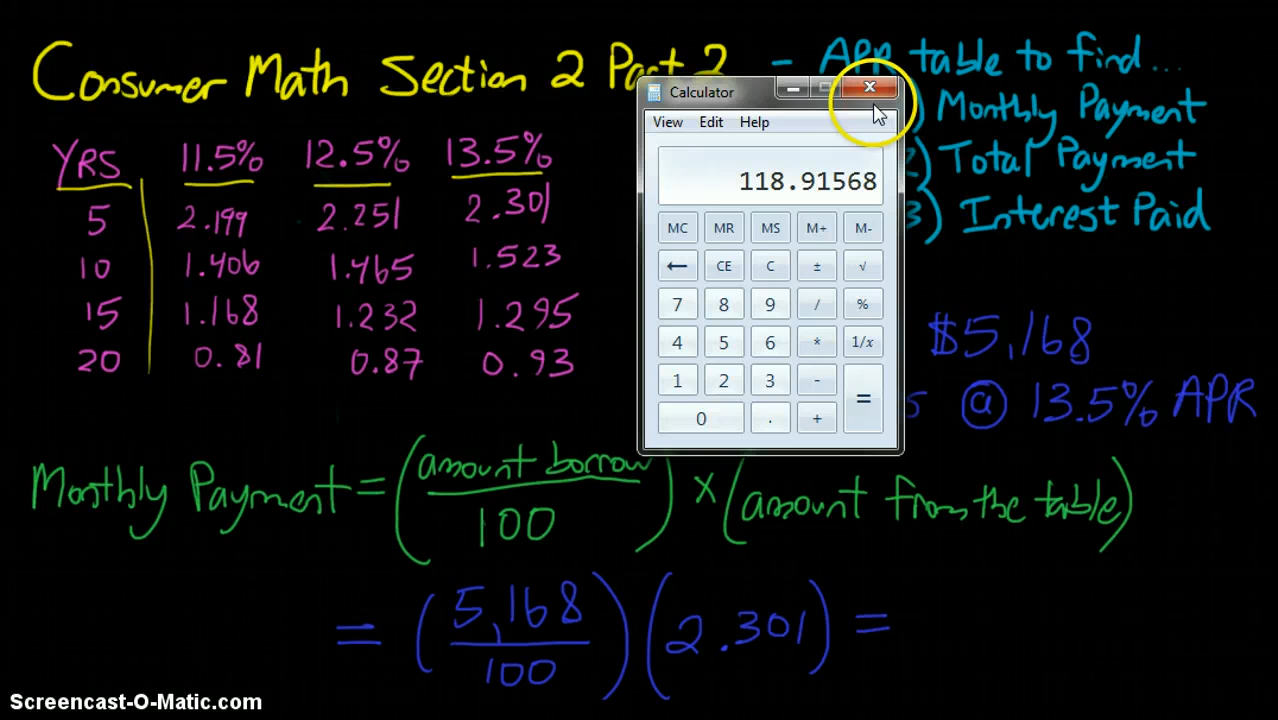 Consumer Math Section 2 Part 2 - APR table to find...
) Monthly Payment
2) Total Payment
3) Interest Paid
YRS 11.5% 12.5% 13.5%
5 2.199 2.251 2.301
10 1.406 1.465 1.523
15 1.168 1.232 1.295
20 0.81 0.87 0.93
Calculator
View Edit Help
118.91568
MC MR MS M+ M-
← CE C ± √
7 8 9 / %
4 5 6 * 1/x
1 2 3 - =
0 . +
$5,168
s @ 13.5% APR
Monthly Payment = (amount borrow / 100) × (amount from the table)
= (5,168 / 100) (2.301) =
Screencast-O-Matic.com